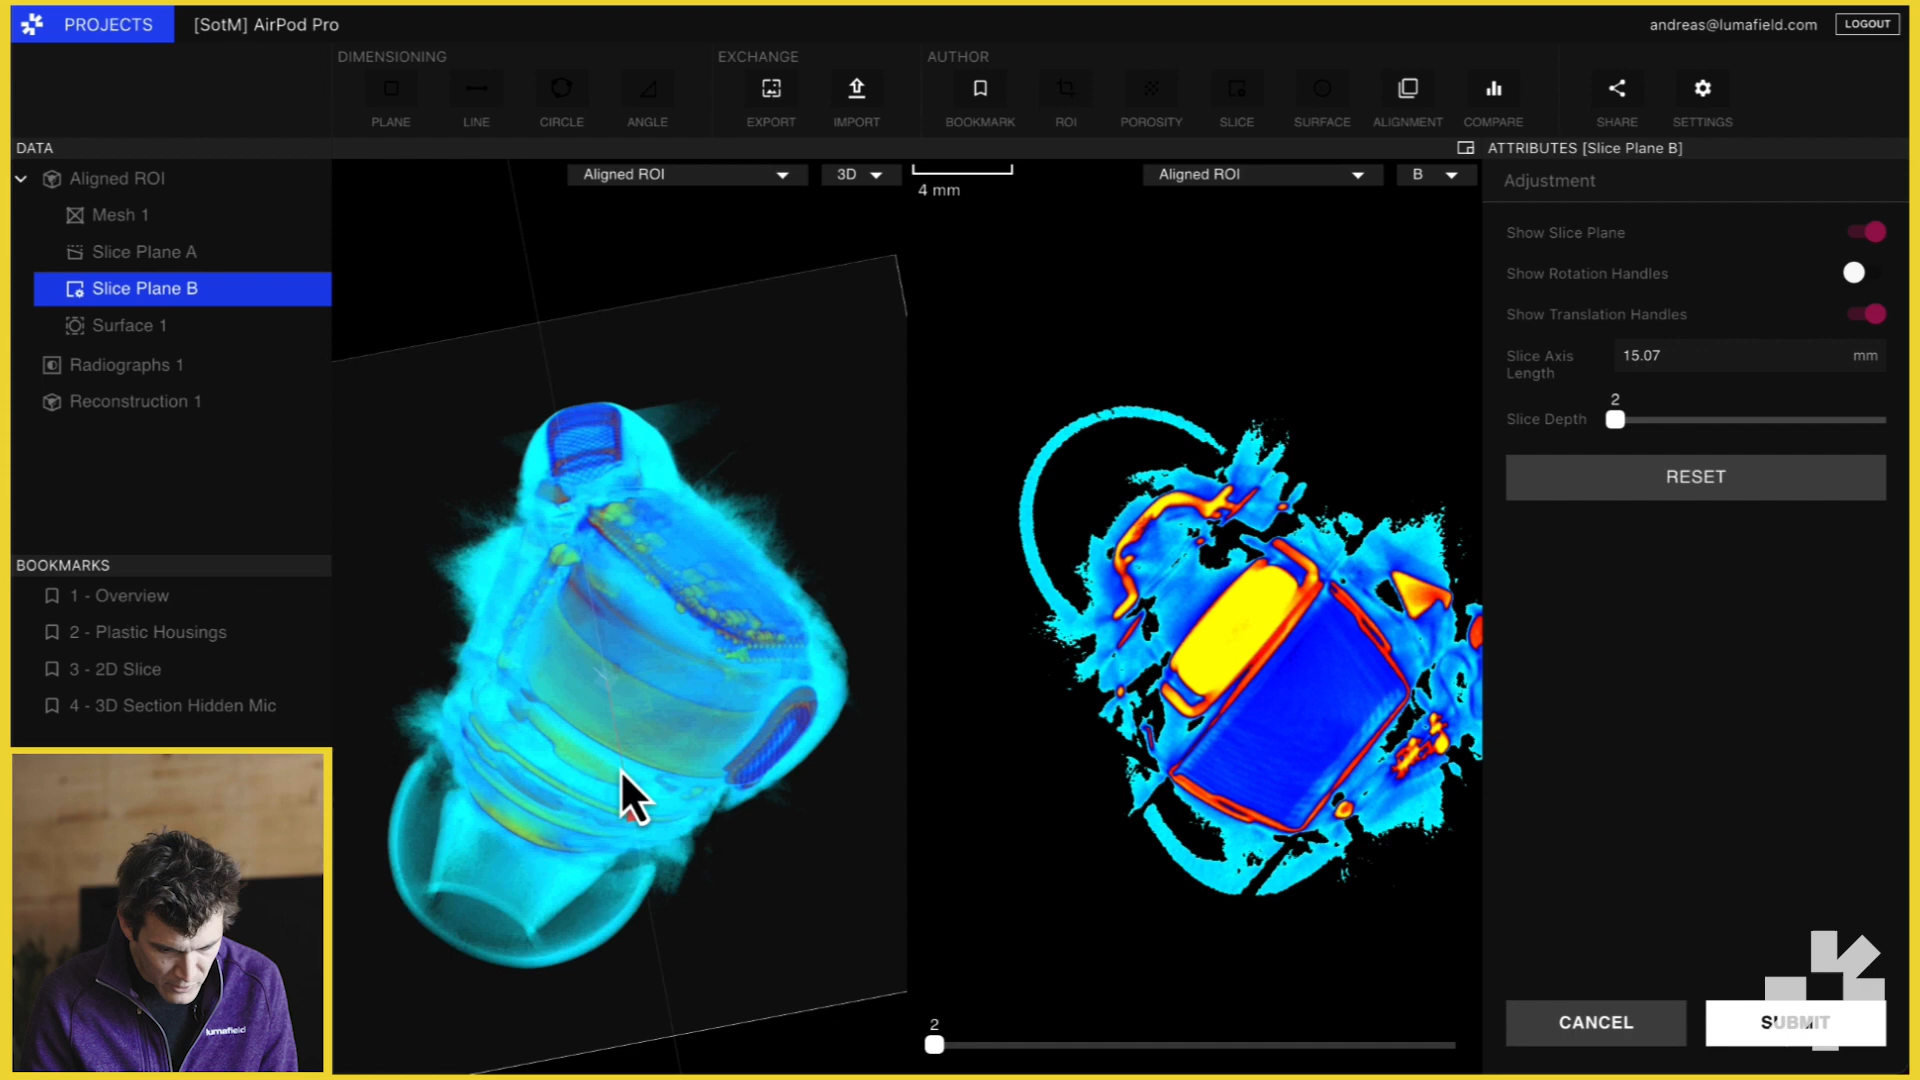 PROJECTS
[SotM] AirPod Pro
andreas@lumafield.com
LOGOUT
DIMENSIONING
EXCHANGE
AUTHOR
PLANE
LINE
CIRCLE
ANGLE
EXPORT
IMPORT
BOOKMARK
ROI
POROSITY
SLICE
SURFACE
ALIGNMENT
COMPARE
SHARE
SETTINGS
DATA
Aligned ROI
Mesh 1
Slice Plane A
Slice Plane B
Surface 1
Radiographs 1
Reconstruction 1
BOOKMARKS
1 - Overview
2 - Plastic Housings
3 - 2D Slice
4 - 3D Section Hidden Mic
lumafield
Aligned ROI
3D
4 mm
Aligned ROI
B
2
ATTRIBUTES [Slice Plane B]
Adjustment
Show Slice Plane
Show Rotation Handles
Show Translation Handles
Slice Axis
Length
15.07
mm
2
Slice Depth
RESET
CANCEL
SUBMIT